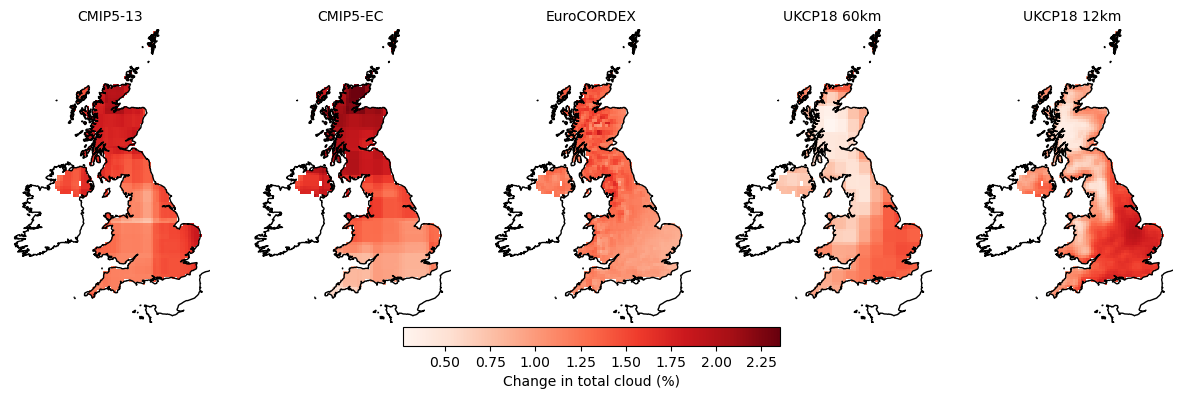 CMIP5-13 CMIP5-EC EuroCORDEX UKCP18 60km UKCP18 12km
0.50 0.75 1.00 1.25 1.50 1.75 2.00 2.25
Change in total cloud (%)